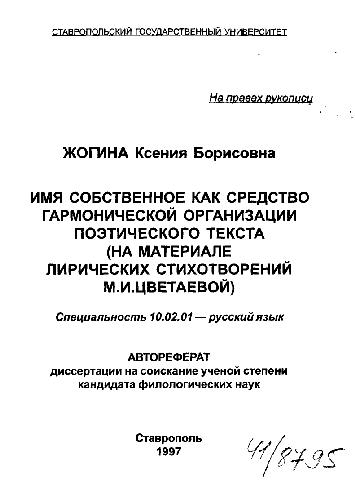 СТАВРОПОЛЬСКИЙ ГОСУДАРСТВЕННЫЙ УНИВЕРСИТЕТ
На правах рукописи
ЖОГИНА Ксения Борисовна
ИМЯ СОБСТВЕННОЕ КАК СРЕДСТВО
ГАРМОНИЧЕСКОЙ ОРГАНИЗАЦИИ
ПОЭТИЧЕСКОГО ТЕКСТА
(НА МАТЕРИАЛЕ
ЛИРИЧЕСКИХ СТИХОТВОРЕНИЙ
М.И.ЦВЕТАЕВОЙ)
Специальность 10.02.01 — русский язык
АВТОРЕФЕРАТ
диссертации на соискание ученой степени
кандидата филологических наук
Ставрополь
1997
41/8795